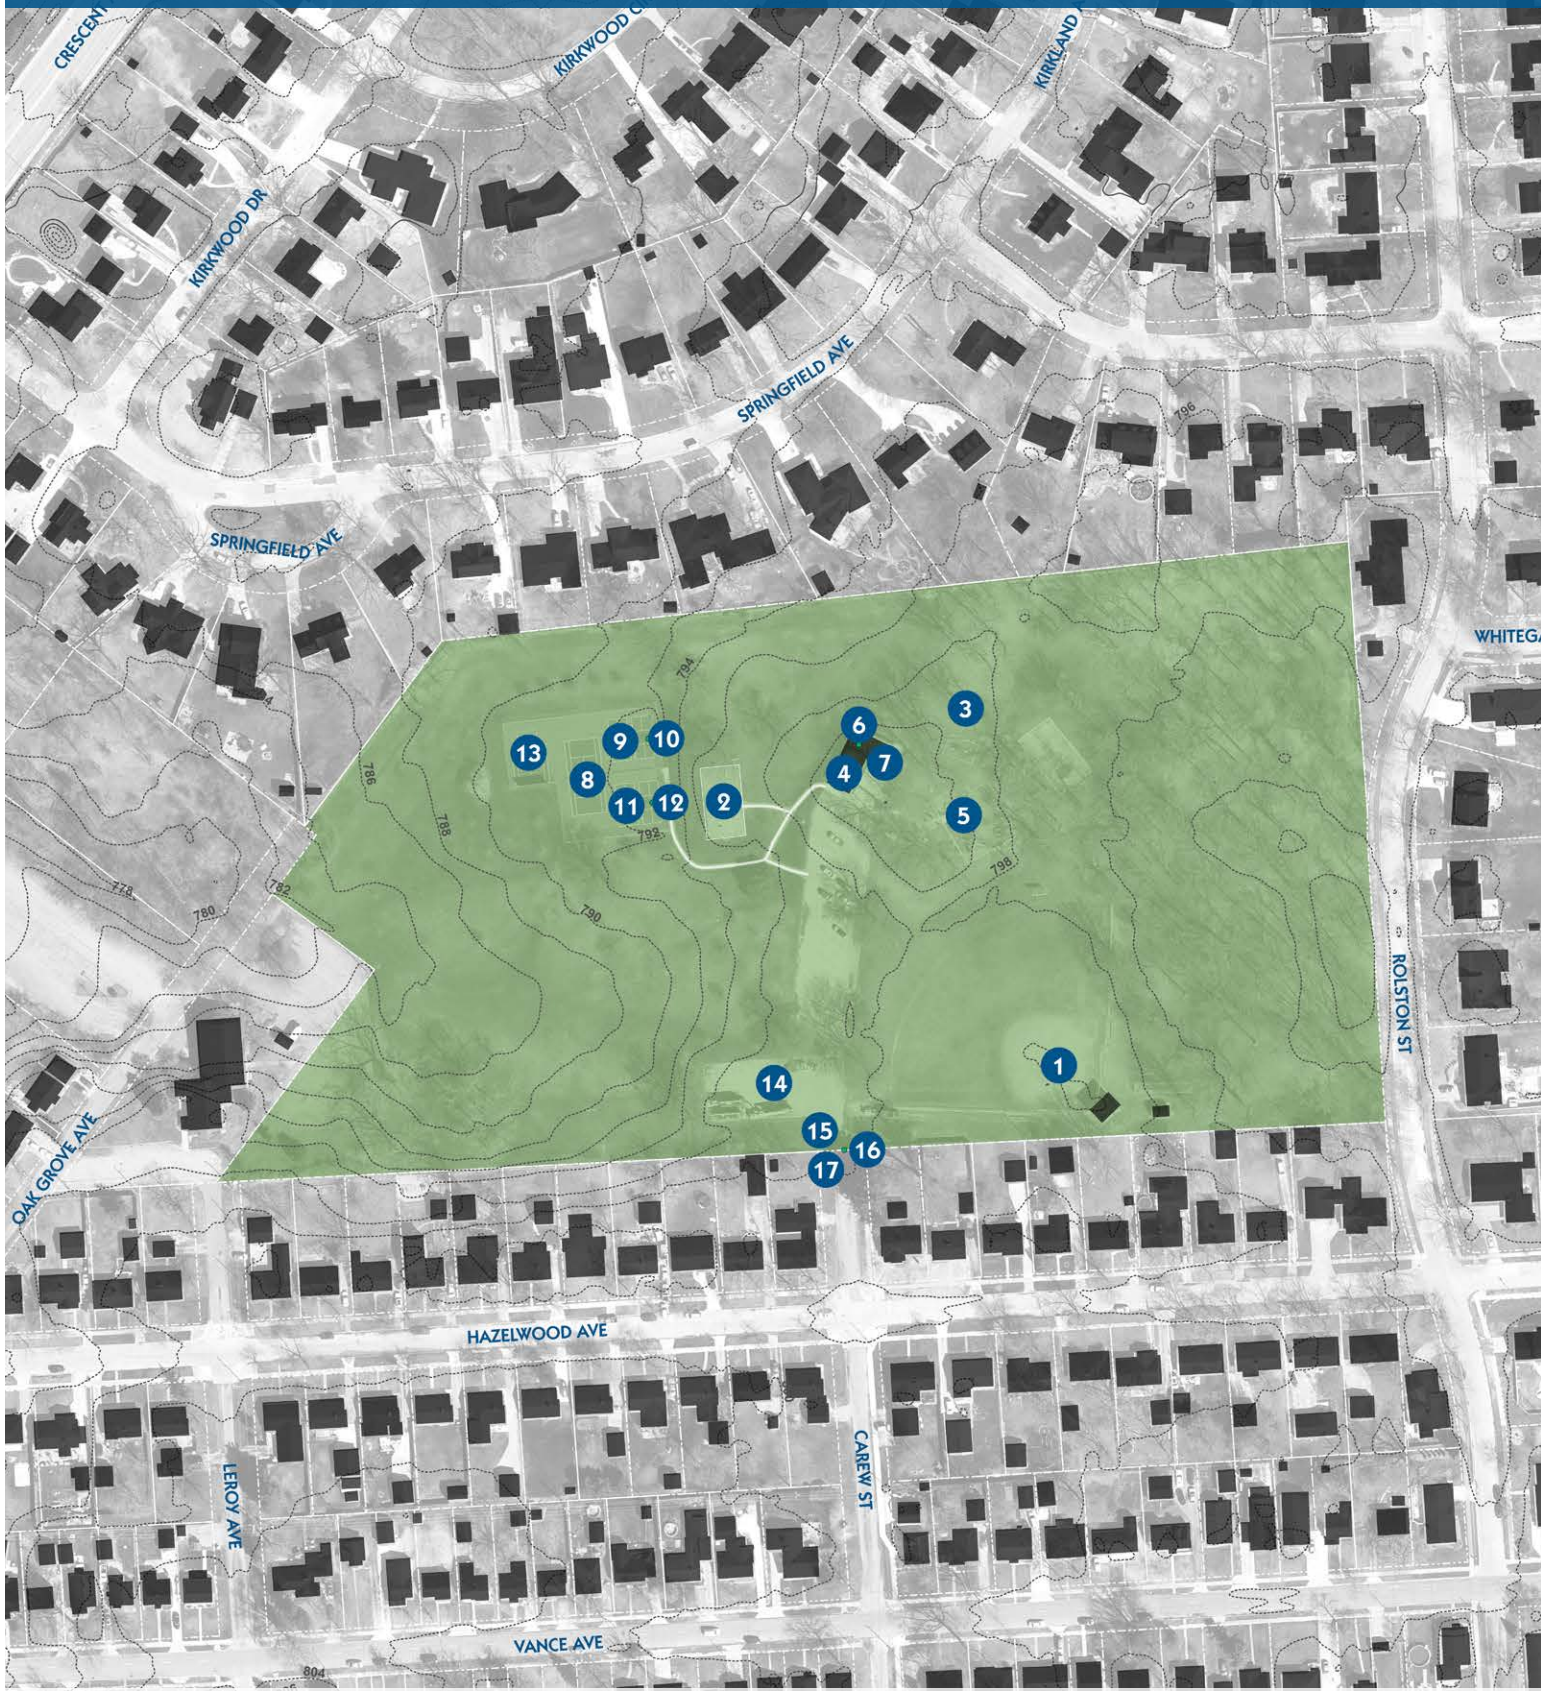 CRESCENT
KIRKWOOD
KIRKLAND
KIRKWOOD DR
SPRINGFIELD AVE
796
SPRINGFIELD AVE
WHITEGA
794
3
6
10
9
13
7
786
4
8
2
12
11
5
788
792
798
778
782
780
790
ROLSTON ST
1
14
15
16
17
OAK GROVE AVE
HAZELWOOD AVE
CAREW ST
LEROY AVE
VANCE AVE
804